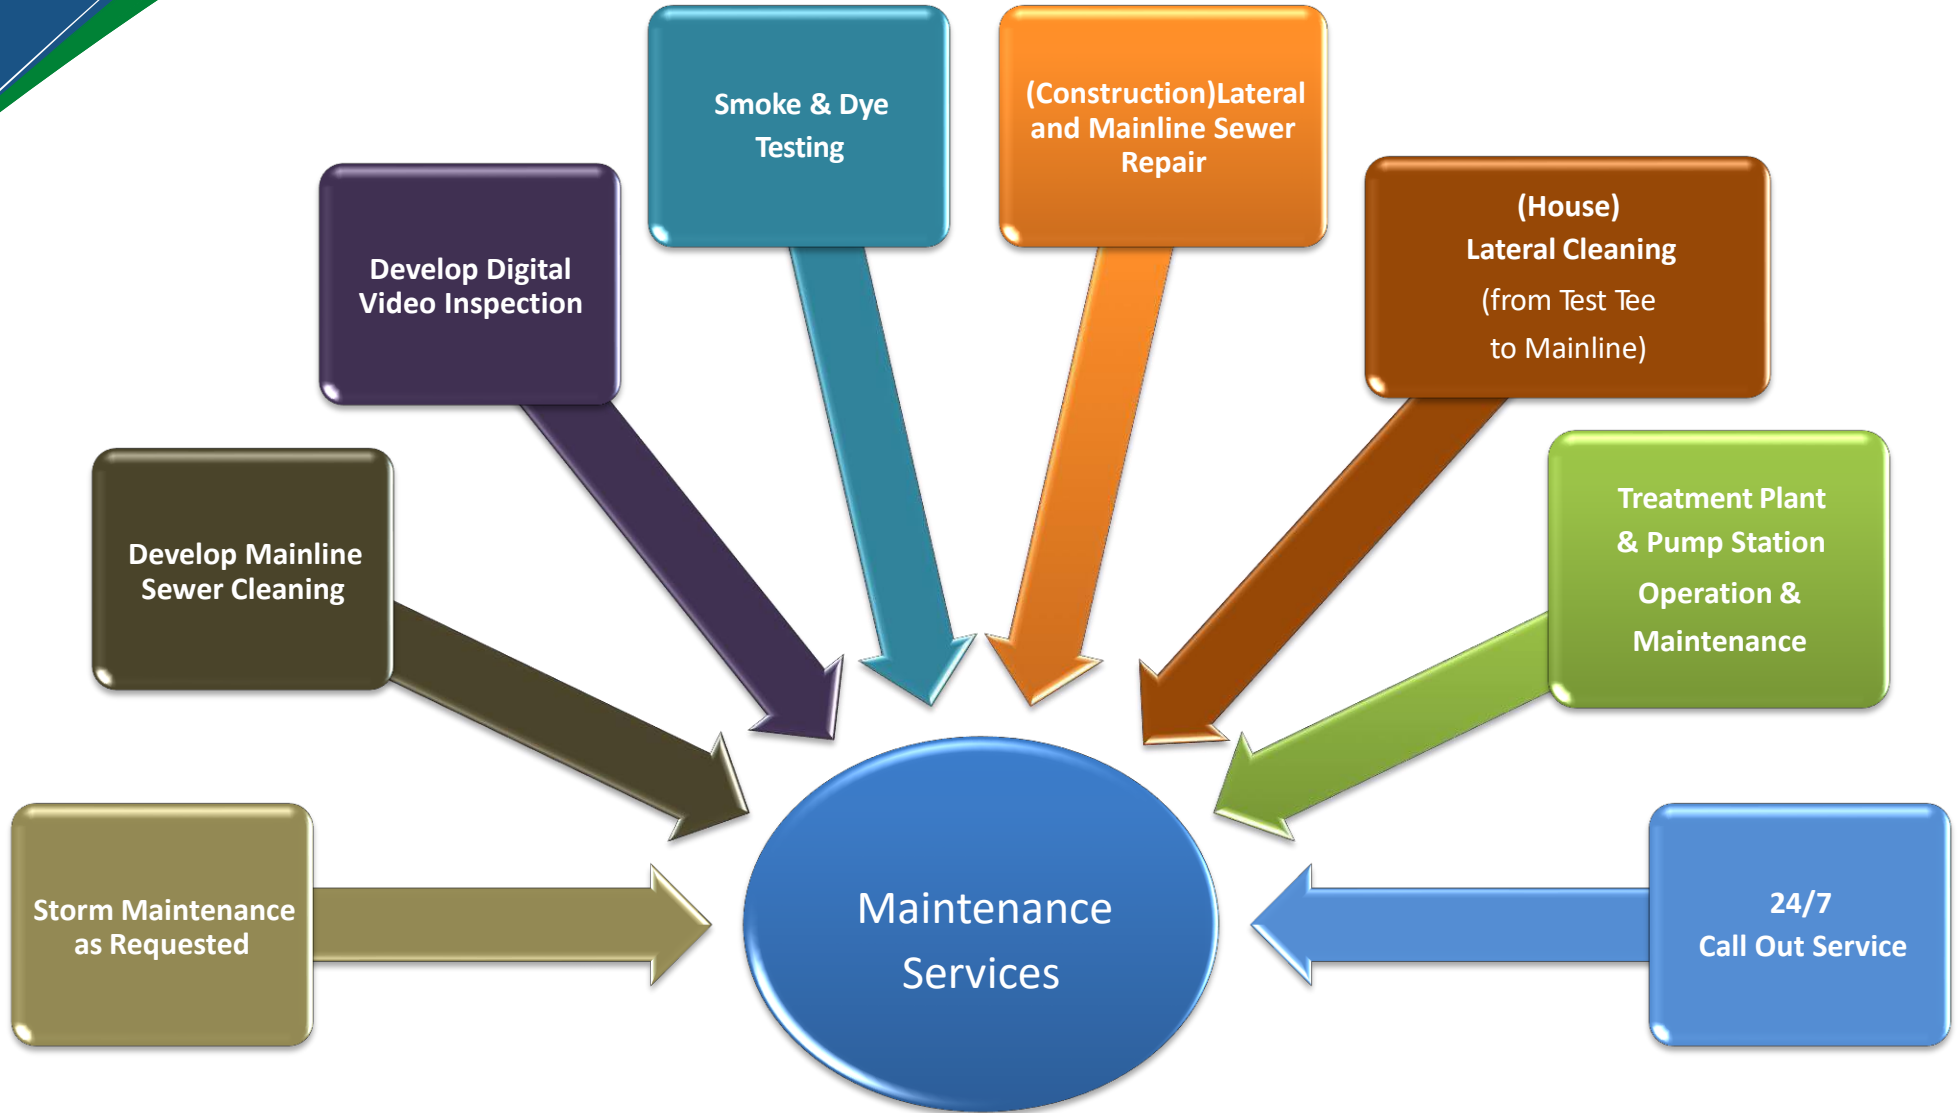 Smoke & Dye
Testing
(Construction)Lateral
and Mainline Sewer
Repair
Develop Digital
Video Inspection
(House)
Lateral Cleaning
(from Test Tee
to Mainline)
Develop Mainline
Sewer Cleaning
Treatment Plant
& Pump Station
Operation &
Maintenance
Storm Maintenance
as Requested
Maintenance
Services
24/7
Call Out Service